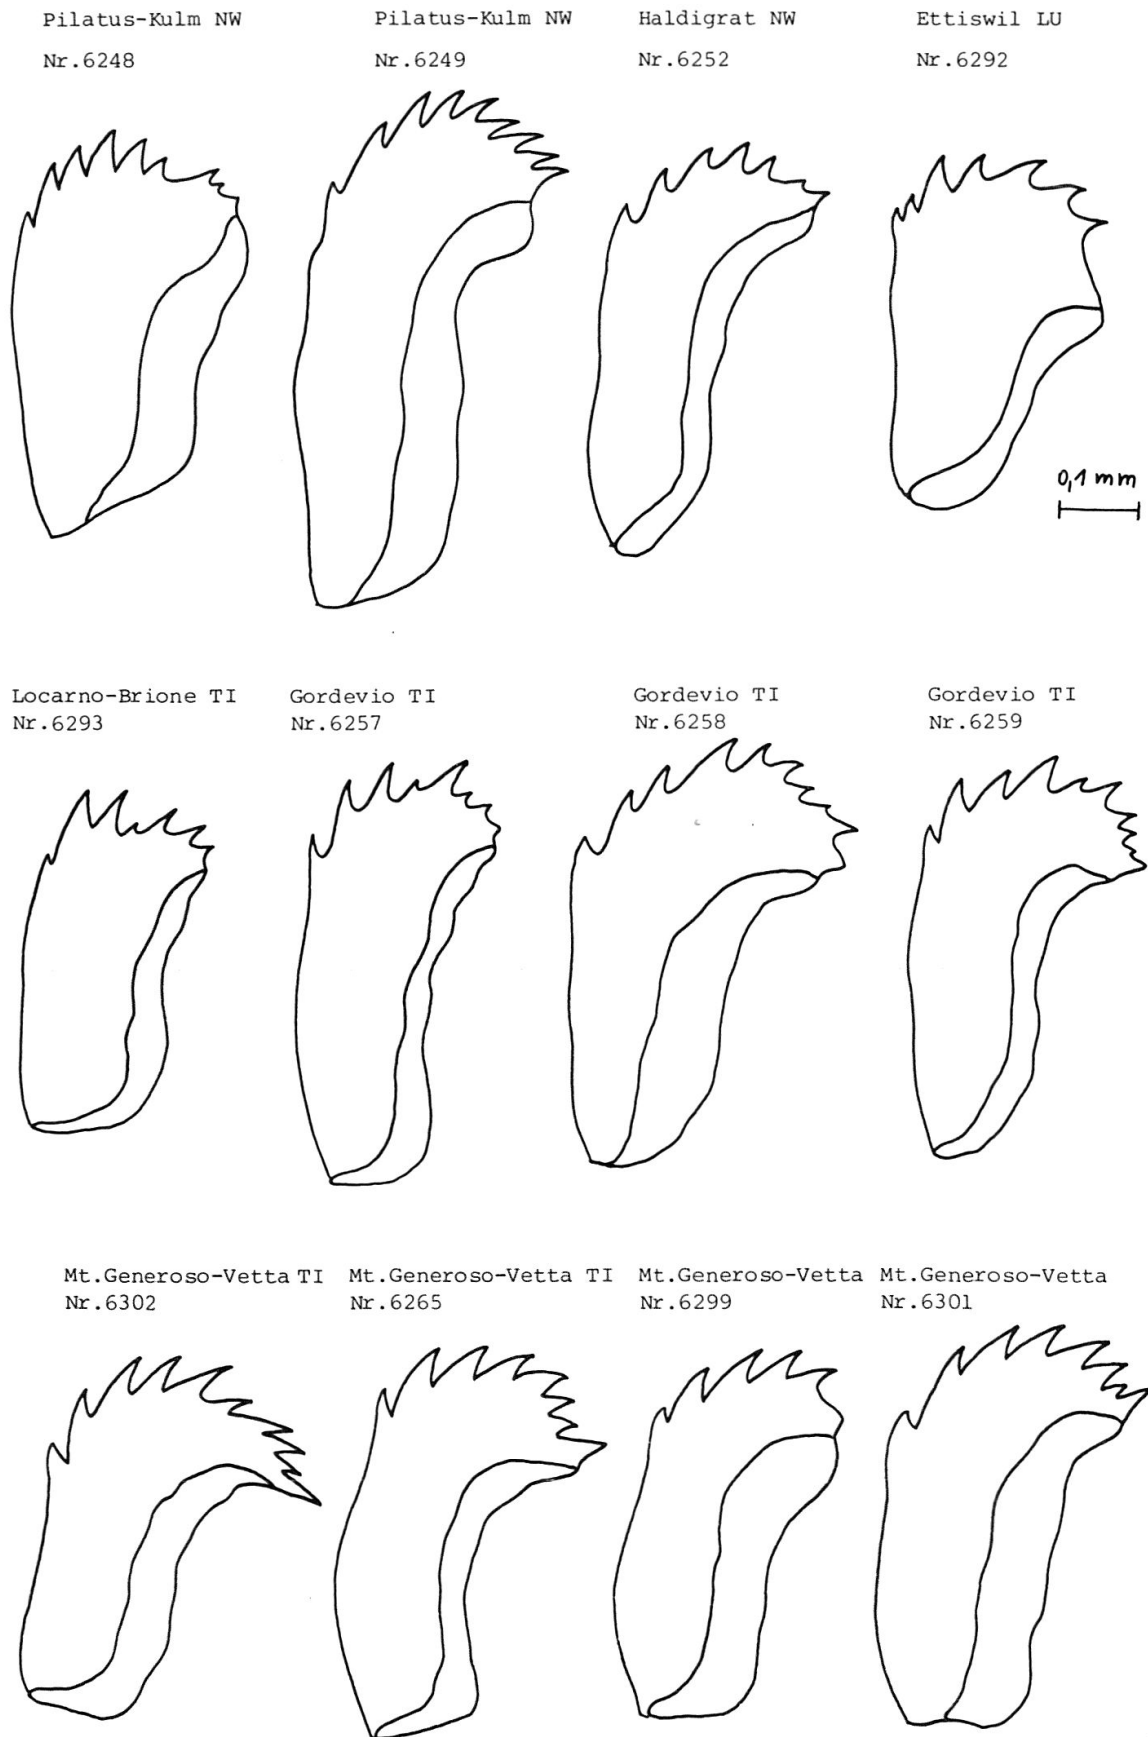 Pilatus-Kulm NW
Nr.6248
Pilatus-Kulm NW
Nr.6249
Haldigrat NW
Nr.6252
Ettiswil LU
Nr.6292
0,1 mm
Locarno-Brione TI
Nr.6293
Gordevio TI
Nr.6257
Gordevio TI
Nr.6258
Gordevio TI
Nr.6259
Mt.Generoso-Vetta TI
Nr.6302
Mt.Generoso-Vetta TI
Nr.6265
Mt.Generoso-Vetta
Nr.6299
Mt.Generoso-Vetta
Nr.6301